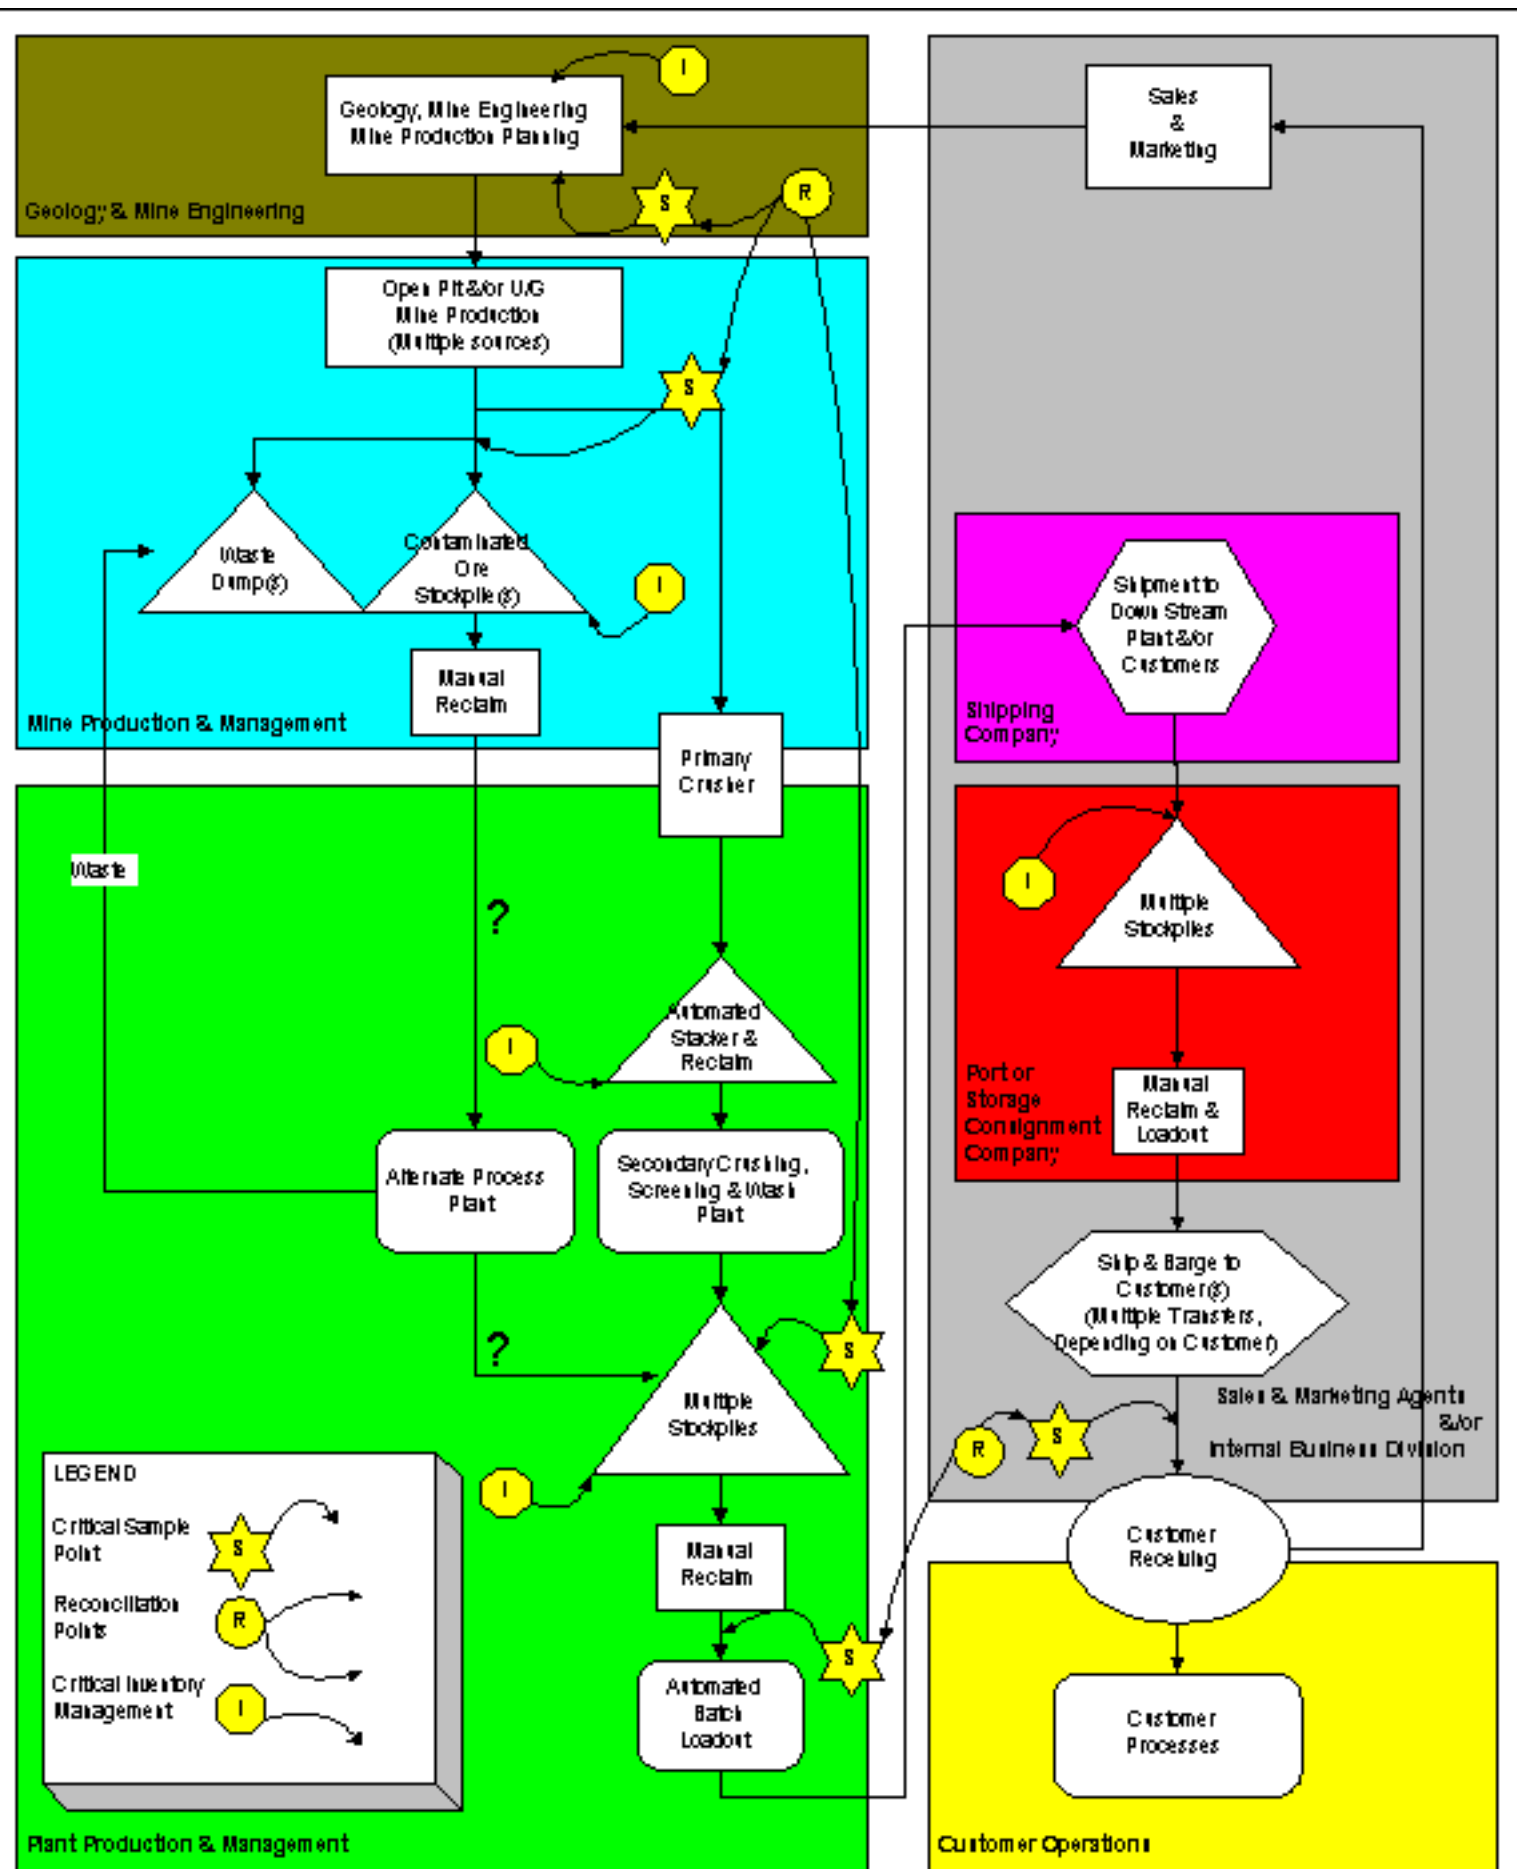 I
Geology, Mine Engineering
Mine Production Planning
Sales
&
Marketing
S
R
Geology & Mine Engineering
Open Pit &/or U/G
Mine Production
(Multiple sources)
S
Waste
Dump(s)
Contaminated
Ore
Stockpile(s)
I
Manual
Reclaim
Mine Production & Management
Shipment to
Down Stream
Plant &/or
Customers
Shipping
Company
Primary
Crusher
Waste
?
I
Multiple
Stockpiles
I
Automated
Stacker &
Reclaim
Port or
Storage
Consignment
Company
Manual
Reclaim &
Loadout
Alternate Process
Plant
Secondary Crushing,
Screening & Wash
Plant
Ship & Barge to
Customer(s)
(Multiple Transfers,
Depending on Customer)
?
S
Multiple
Stockpiles
I
Sales & Marketing Agents
&/or
Internal Business Division
R
S
LEGEND
Critical Sample
Point
S
Reconciliation
Points
R
Critical Inventory
Management
I
Manual
Reclaim
S
Automated
Batch
Loadout
Customer
Receiving
Customer
Processes
Plant Production & Management
Customer Operations